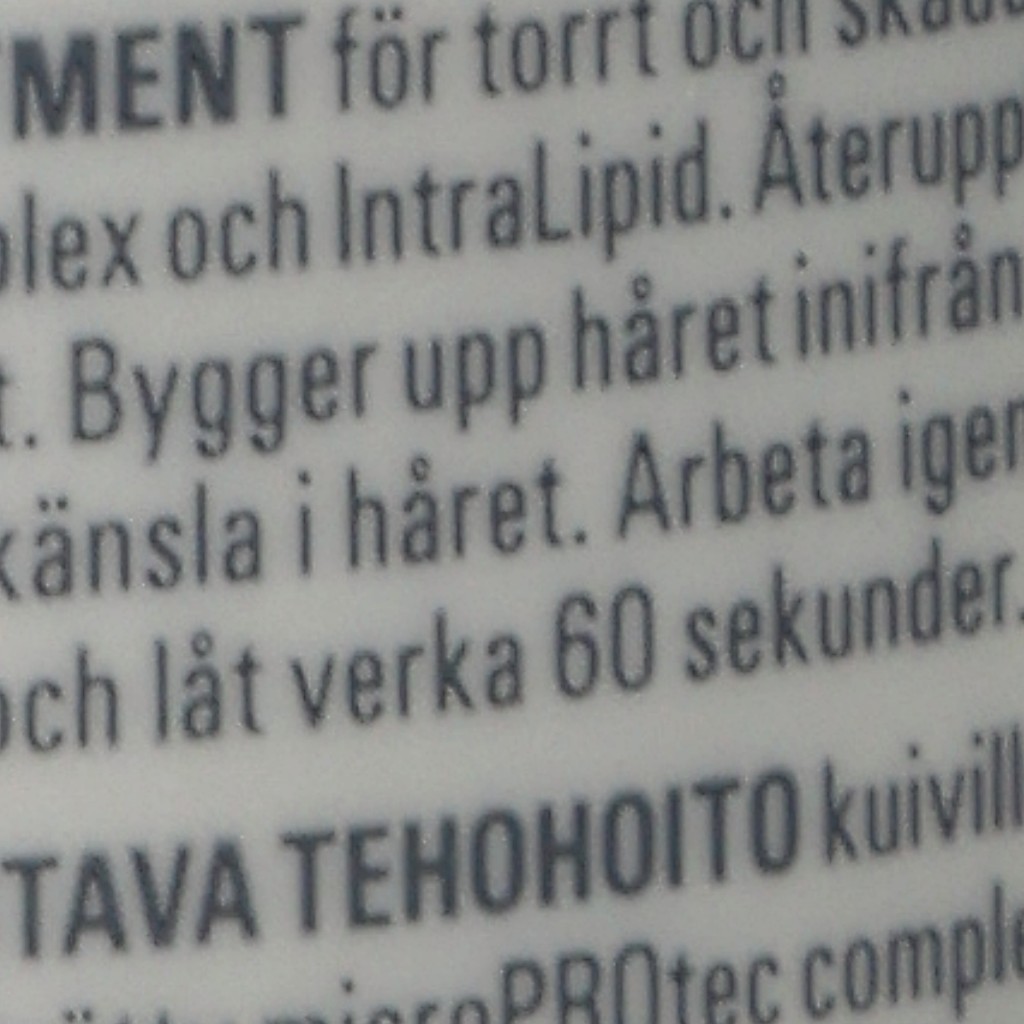 MENT för torrt och
plex och IntraLipid. Återupp
t. Bygger upp håret inifrån
känsla i håret. Arbeta igen
och låt verka 60 sekunder.
TAVA TEHOHOITO kuivill
microPROtec comple